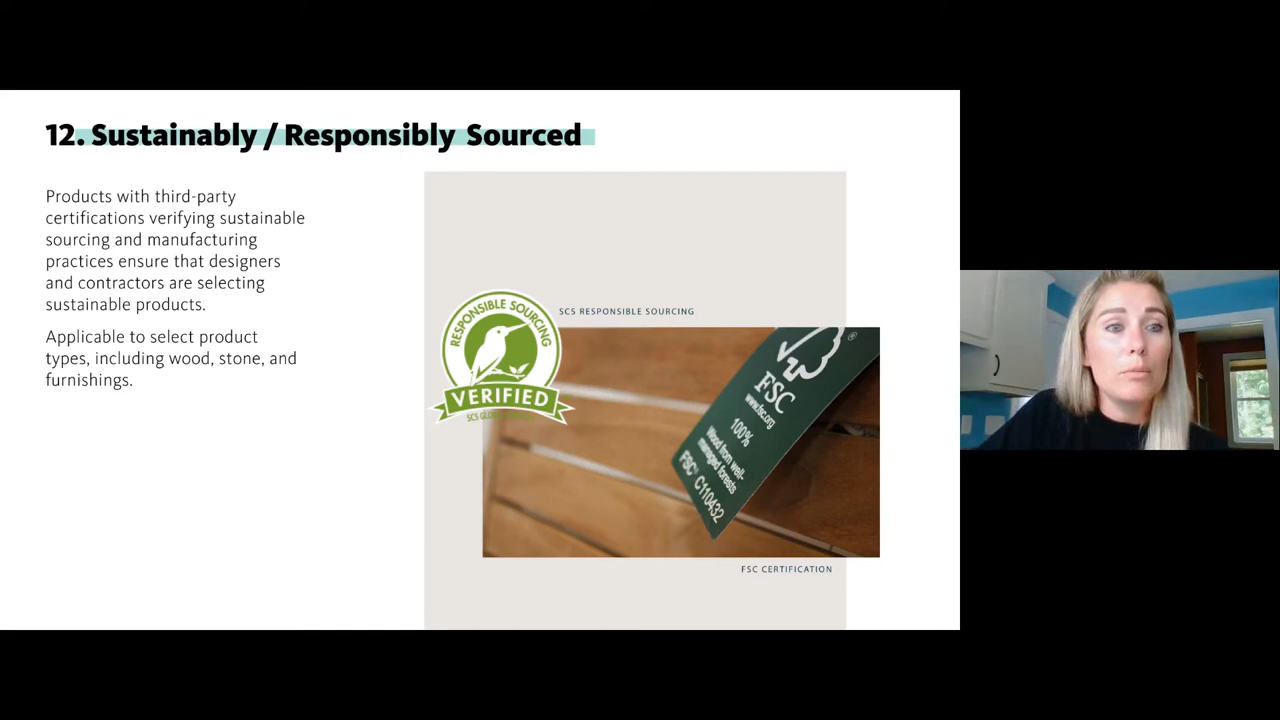 12. Sustainably / Responsibly Sourced
Products with third-party
certifications verifying sustainable
sourcing and manufacturing
practices ensure that designers
and contractors are selecting
sustainable products.
Applicable to select product
types, including wood, stone, and
furnishings.
SCS RESPONSIBLE SOURCING
RESPONSIBLE SOURCING
VERIFIED
SCS
FSC
www.fsc.org
100%
Wood from well-
managed forests
FSC® C110432
FSC CERTIFICATION